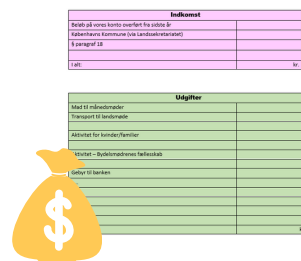 Indkomst
Beløb på vores konto overført fra sidste år
Københavns Kommune (via Landssekretariatet)
§ paragraf 18
I alt: kr.
Udgifter
Mad til månedsmøder
Transport til landsmøde
Aktivitet for kvinder/familier
Aktivitet – Bydelsmødrenes fællesskab
Gebyr til banken
$